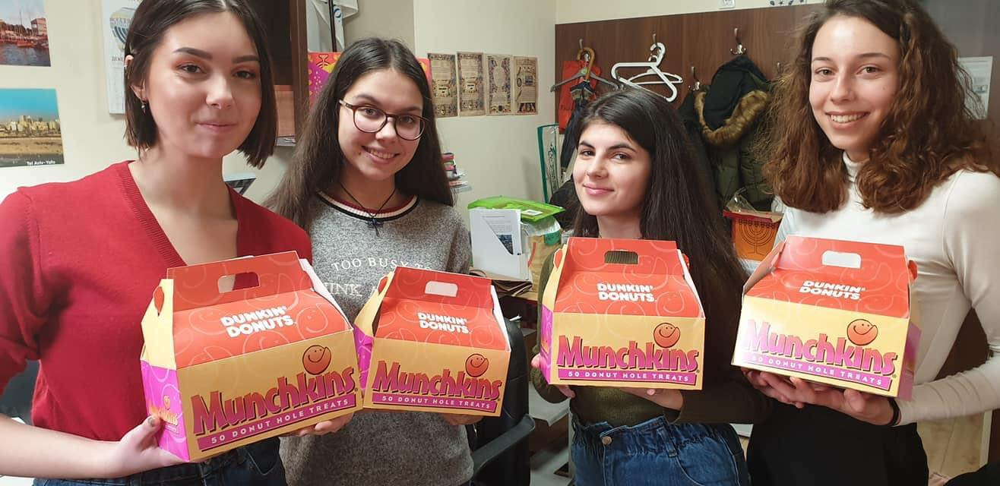 Tel Aviv-Yafo
TOO BUSY TO
DUNKIN'
DONUTS
Munchkins
50 DONUT HOLE TREATS
DUNKIN'
DONUTS
Munchkins
50 DONUT HOLE TREATS
DUNKIN'
DONUTS
Munchkins
50 DONUT HOLE TREATS
DUNKIN'
DONUTS
Munchkins
50 DONUT HOLE TREATS